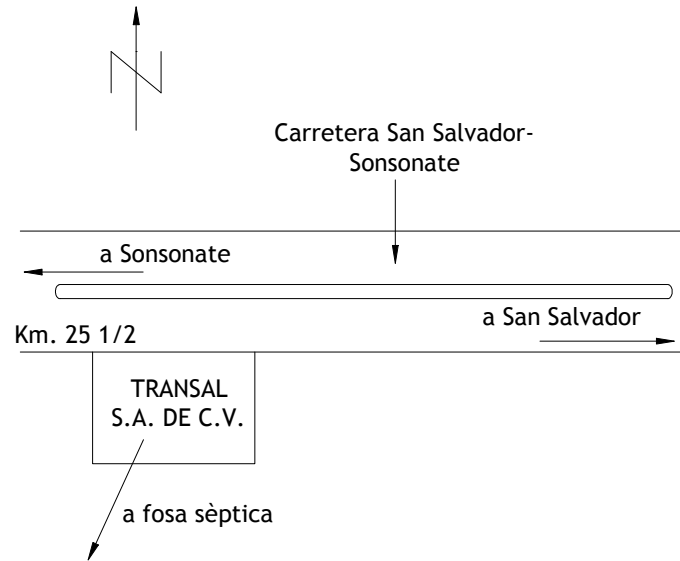 N
Carretera San Salvador-
Sonsonate
a Sonsonate
a San Salvador
Km. 25 1/2
TRANSAL
S.A. DE C.V.
a fosa sèptica